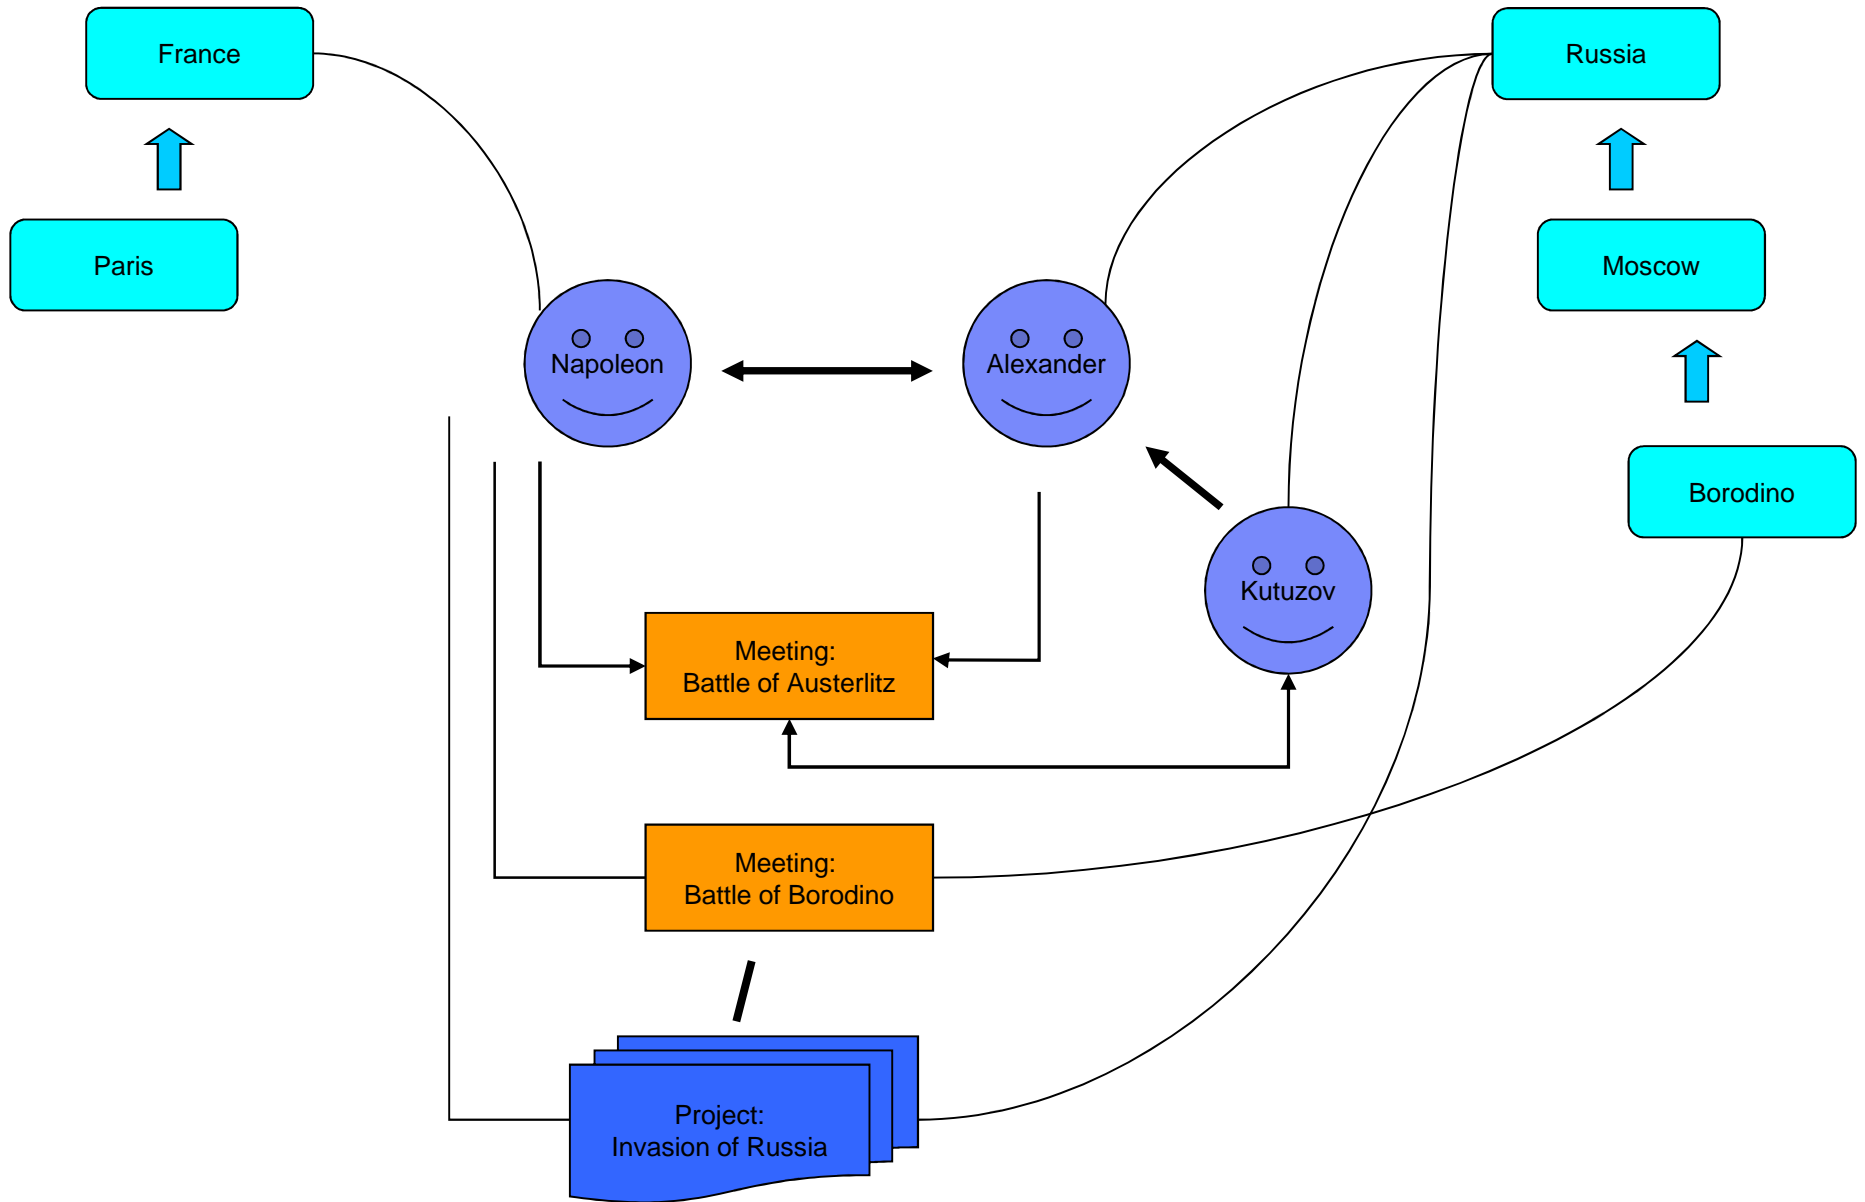 France
Russia
Paris
Moscow
Napoleon
Alexander
Borodino
Kutuzov
Meeting:
Battle of Austerlitz
Meeting:
Battle of Borodino
Project:
Invasion of Russia